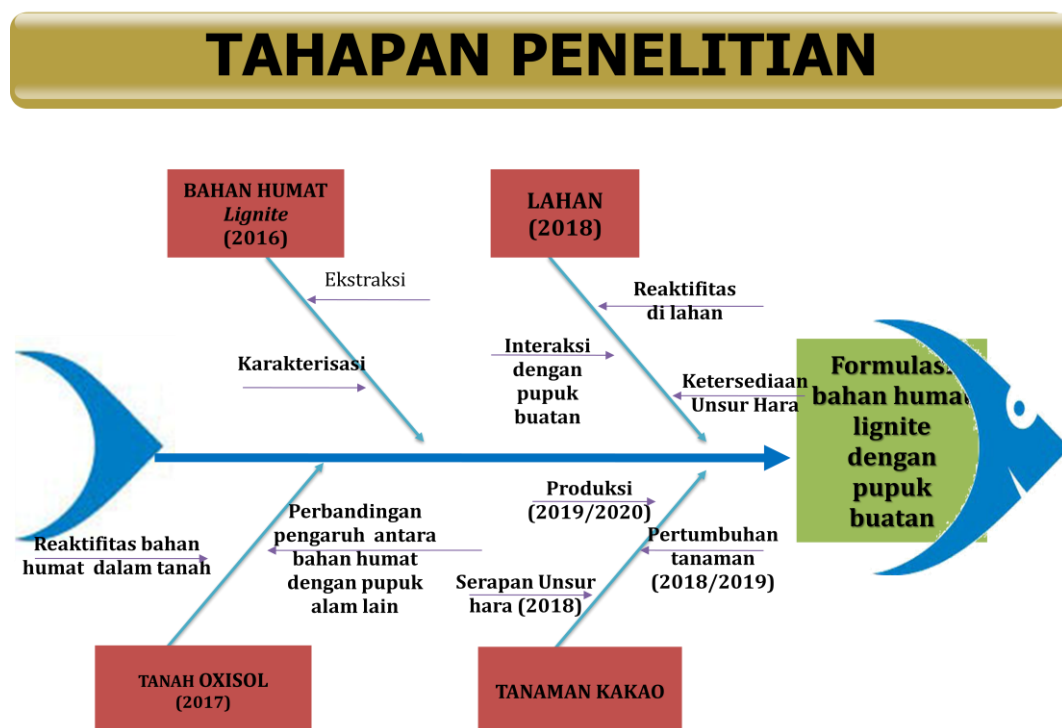 TAHAPAN PENELITIAN
BAHAN HUMAT
Lignite
(2016)
LAHAN
(2018)
Ekstraksi
Karakterisasi
Reaktifitas
di lahan
Interaksi
dengan
pupuk
buatan
Ketersediaan
Unsur Hara
Formulasi
bahan humat
lignite
dengan
pupuk
buatan
Reaktifitas bahan
humat dalam tanah
Perbandingan
pengaruh antara
bahan humat
dengan pupuk
alam lain
Produksi
(2019/2020)
Pertumbuhan
tanaman
(2018/2019)
Serapan Unsur
hara (2018)
TANAH OXISOL
(2017)
TANAMAN KAKAO